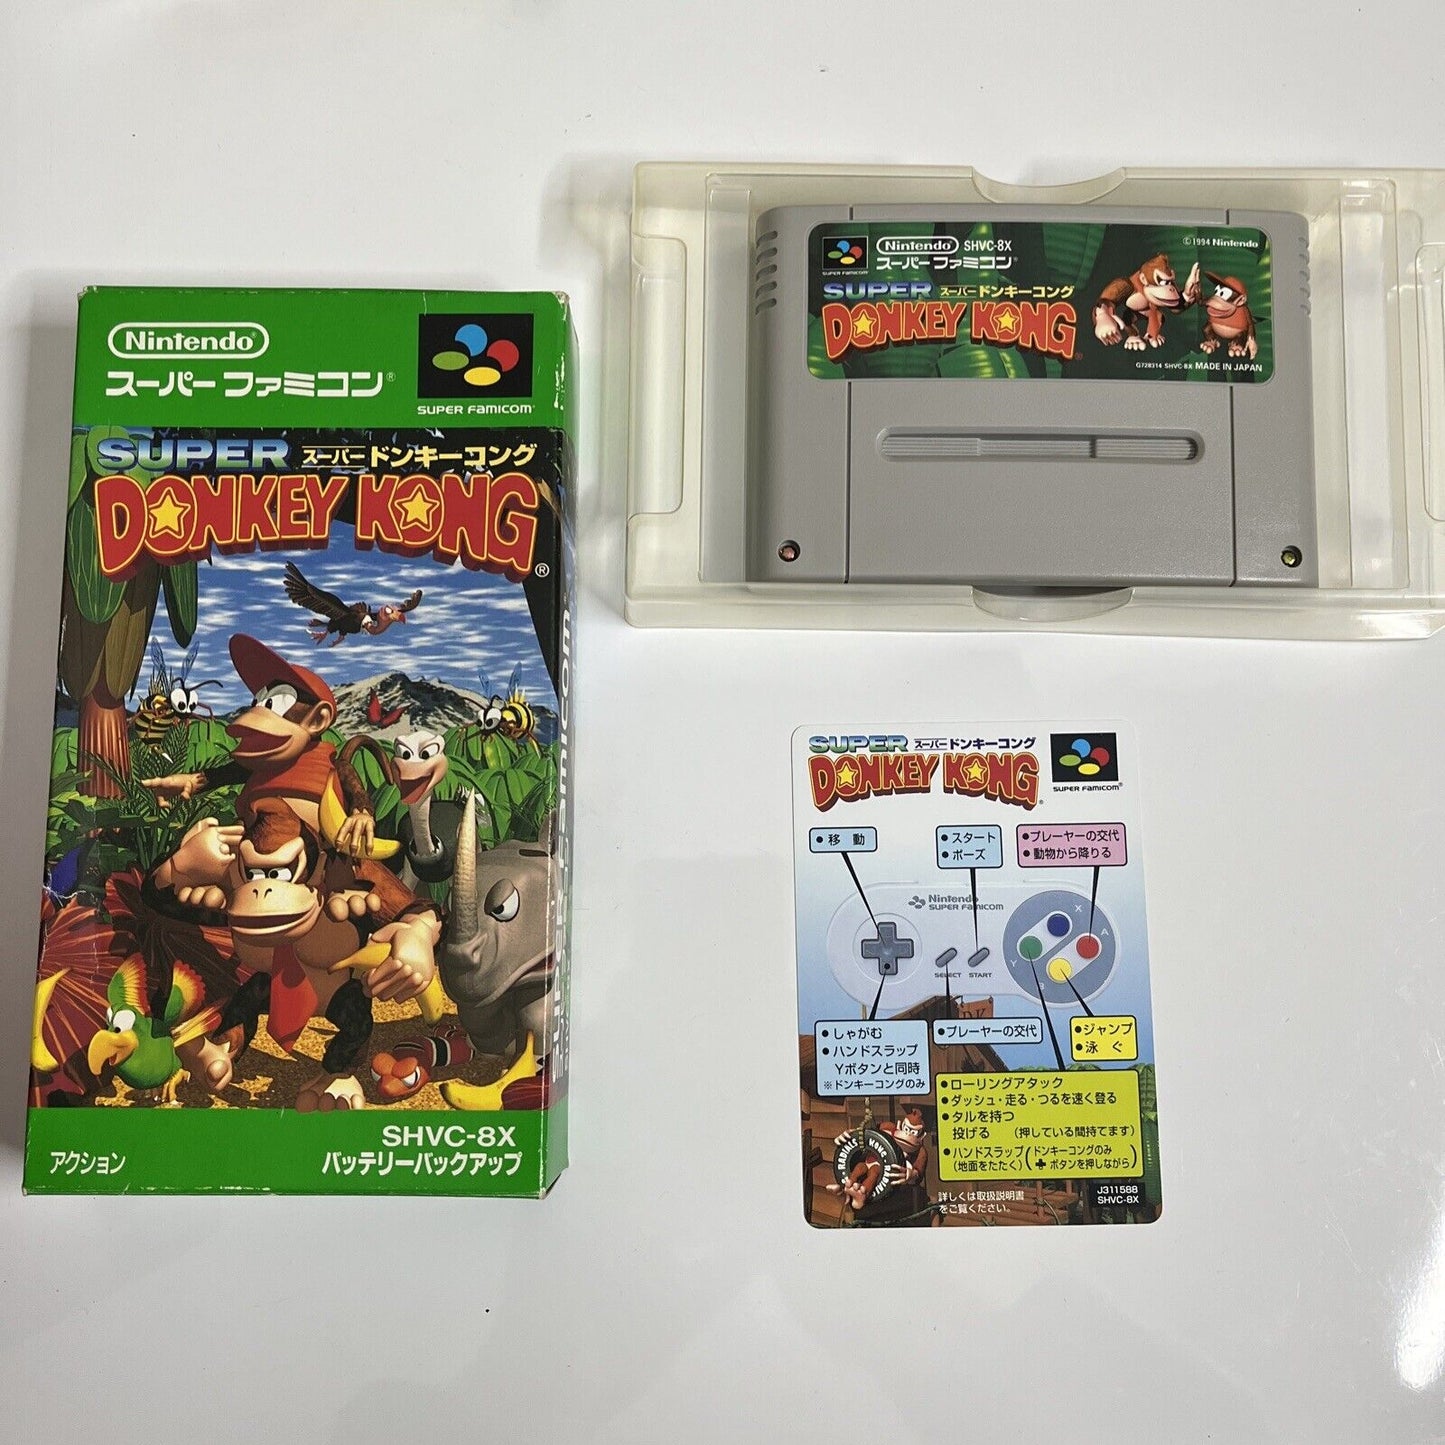 Nintendo®
スーパーファミコン®
SUPER FAMICOM
SUPER スーパードンキーコング
DONKEY KONG®
SUPER FAMICOM
SHVC-8X
アクション バッテリーバックアップ
SUPER FAMICOM
Nintendo® SHVC-8X ©1994 Nintendo
スーパーファミコン®
SUPER スーパードンキーコング
DONKEY KONG®
G728314 SHVC-8X MADE IN JAPAN
SUPER スーパードンキーコング
DONKEY KONG®
SUPER FAMICOM®
●移 動
●スタート
●ポーズ
●プレーヤーの交代
●動物から降りる
Nintendo
SUPER FAMICOM
X
A
Y
B
SELECT START
●しゃがむ
●ハンドスラップ
Yボタンと同時
※ドンキーコングのみ
●プレーヤーの交代
●ジャンプ
●泳 ぐ
●ローリングアタック
●ダッシュ・走る・つるを速く登る
●タルを持つ
投げる (押している間持てます)
●ハンドスラップ(ドンキーコングのみ
(地面をたたく) ✚ボタンを押しながら)
RADIALS KONG RADIALS
詳しくは取扱説明書
をご覧ください。
J311588
SHVC-8X